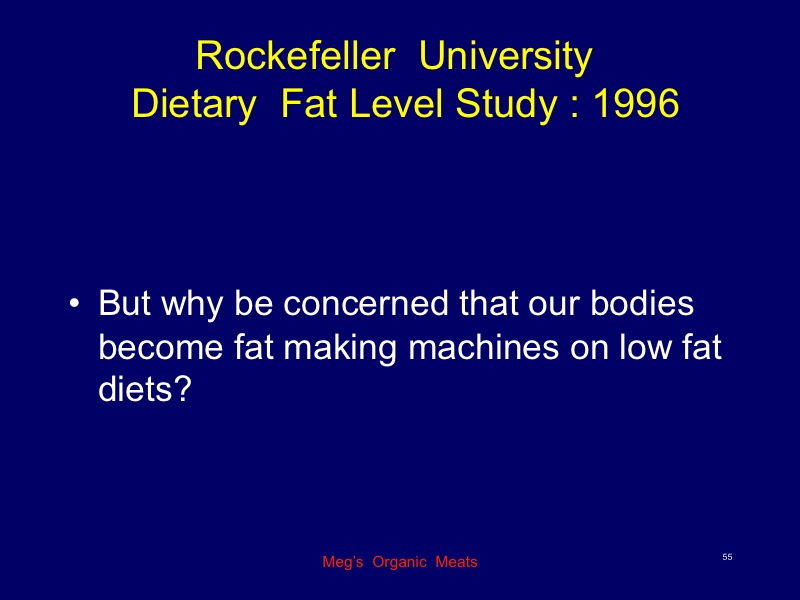 Rockefeller University
Dietary Fat Level Study : 1996
• But why be concerned that our bodies
become fat making machines on low fat
diets?
Meg's Organic Meats
55